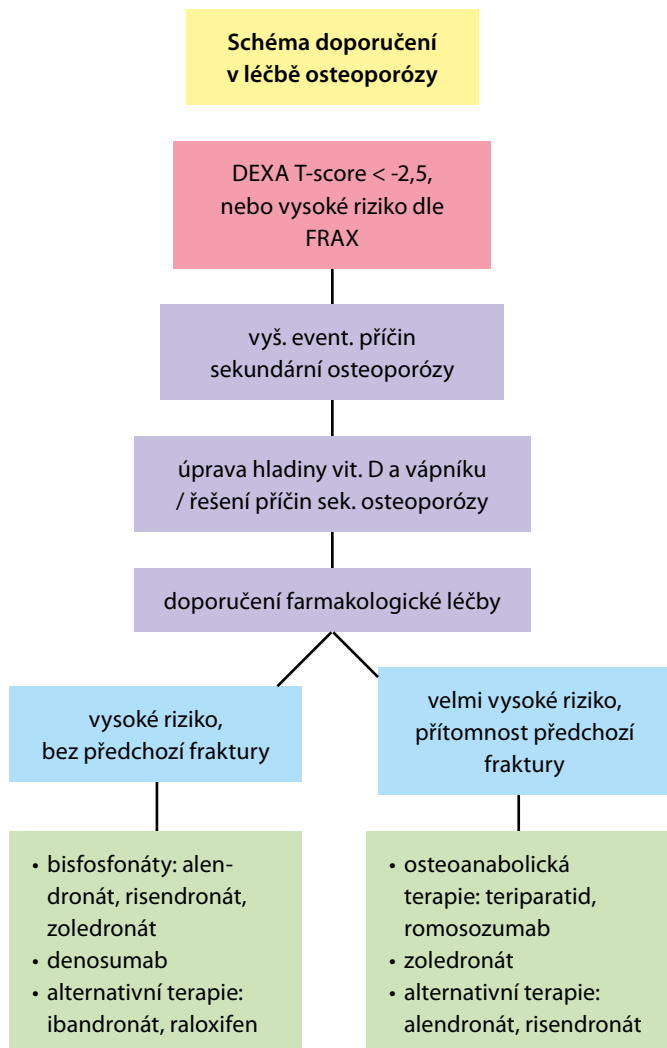 Schéma doporučení
v léčbě osteoporózy
DEXA T-score < -2,5,
nebo vysoké riziko dle
FRAX
vyš. event. příčin
sekundární osteoporózy
úprava hladiny vit. D a vápníku
/ řešení příčin sek. osteoporózy
doporučení farmakologické léčby
vysoké riziko,
bez předchozí fraktury
velmi vysoké riziko,
přítomnost předchozí
fraktury
• bisfosfonáty: alen-
dronát, risendronát,
zoledronát
• denosumab
• alternativní terapie:
ibandronát, raloxifen
• osteoanabolická
terapie: teriparatid,
romosozumab
• zoledronát
• alternativní terapie:
alendronát, risendronát